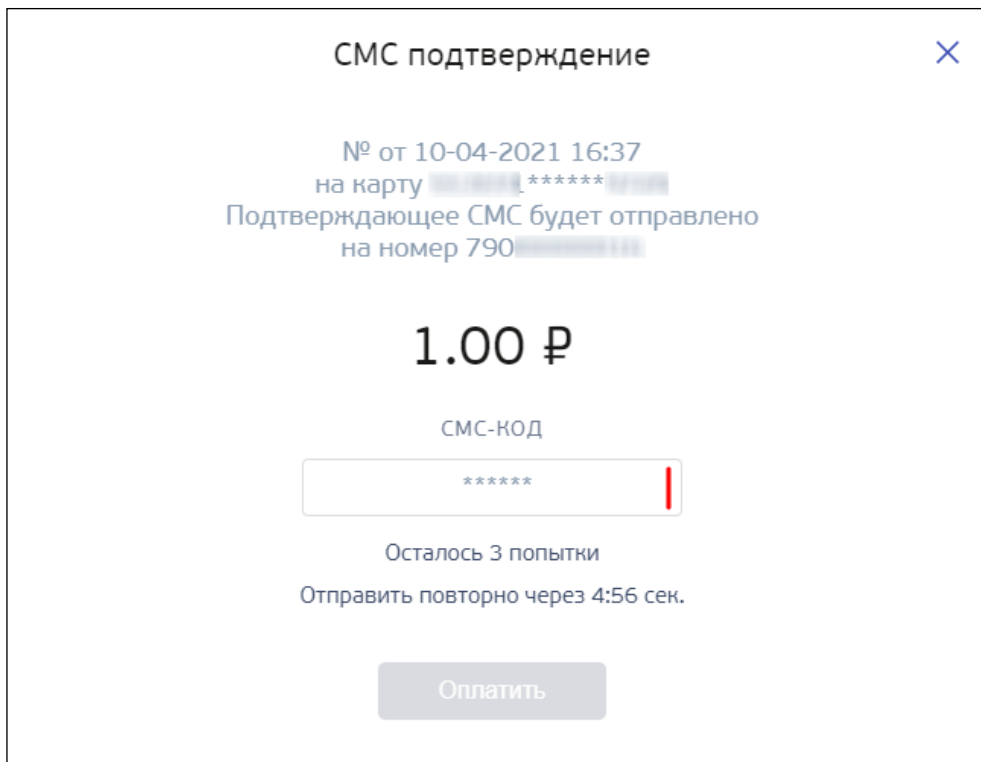 СМС подтверждение
№ от 10-04-2021 16:37
на карту ******
Подтверждающее СМС будет отправлено
на номер 790
1.00 ₽
СМС-КОД
******
Осталось 3 попытки
Отправить повторно через 4:56 сек.
Оплатить